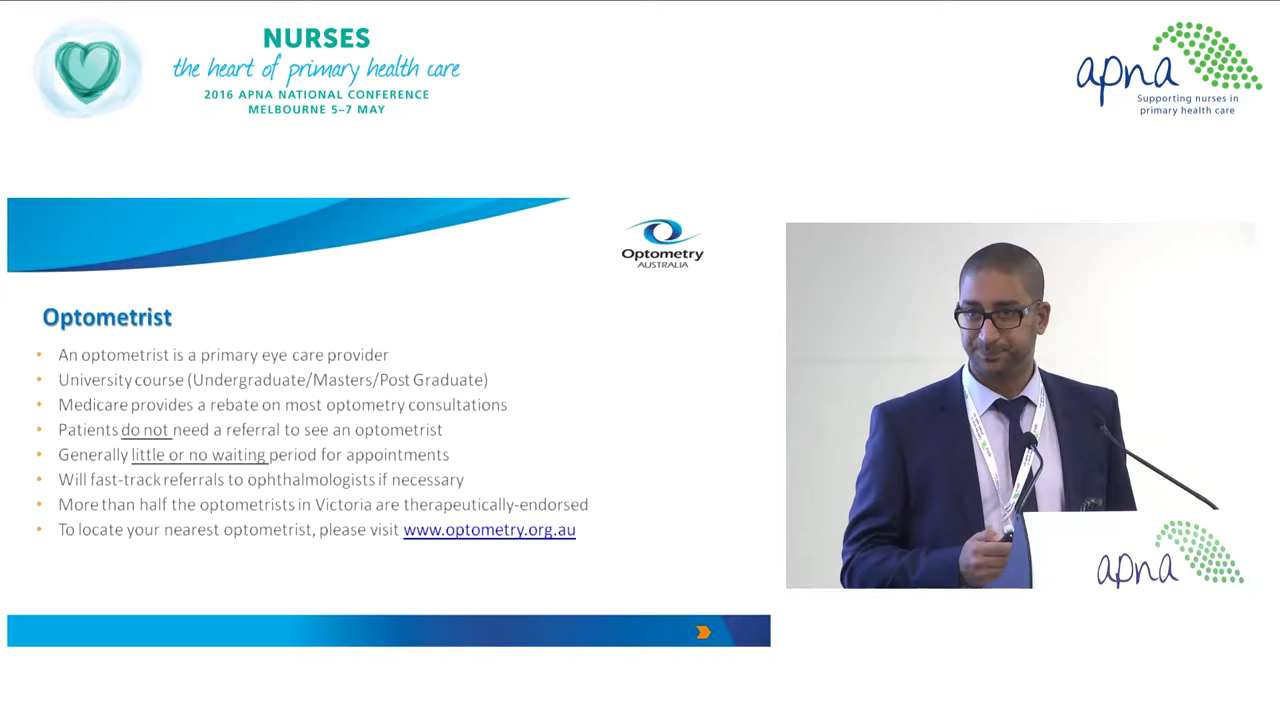 NURSES
the heart of primary health care
2016 APNA NATIONAL CONFERENCE
MELBOURNE 5–7 MAY
apna
Supporting nurses in
primary health care
Optometry
AUSTRALIA
Optometrist
• An optometrist is a primary eye care provider
• University course (Undergraduate/Masters/Post Graduate)
• Medicare provides a rebate on most optometry consultations
• Patients do not need a referral to see an optometrist
• Generally little or no waiting period for appointments
• Will fast-track referrals to ophthalmologists if necessary
• More than half the optometrists in Victoria are therapeutically-endorsed
• To locate your nearest optometrist, please visit www.optometry.org.au
apna